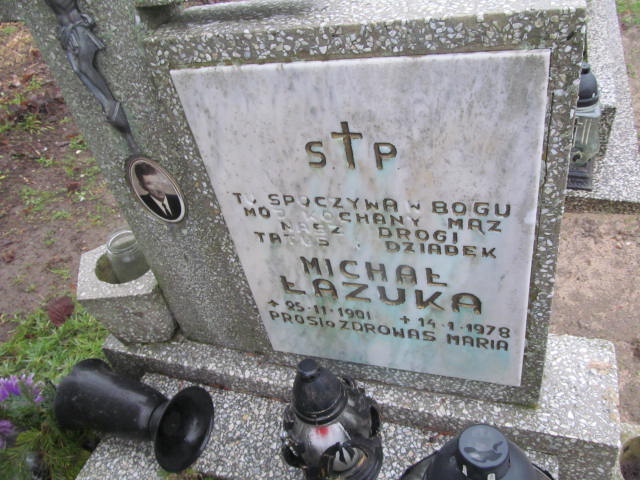 S✝P
TU SPOCZYWA W BOGU
MÓJ KOCHANY MĄŻ
NASZ DROGI
TATUŚ I DZIADEK
MICHAŁ
ŁAZUKA
* 25.11.1901 ✝ 14.1.1978
PROSI O ZDROWAŚ MARIA